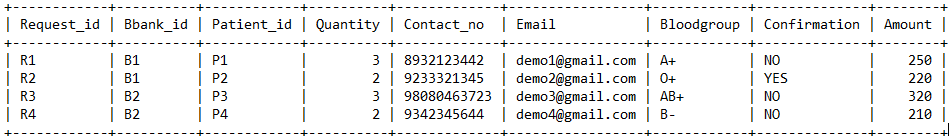 | Request_id | Bbank_id | Patient_id | Quantity | Contact_no | Email | Bloodgroup | Confirmation | Amount |
| R1 | B1 | P1 | 3 | 8932123442 | demo1@gmail.com | A+ | NO | 250 |
| R2 | B1 | P2 | 2 | 9233321345 | demo2@gmail.com | O+ | YES | 220 |
| R3 | B2 | P3 | 3 | 98080463723 | demo3@gmail.com | AB+ | NO | 320 |
| R4 | B2 | P4 | 2 | 9342345644 | demo4@gmail.com | B- | NO | 210 |